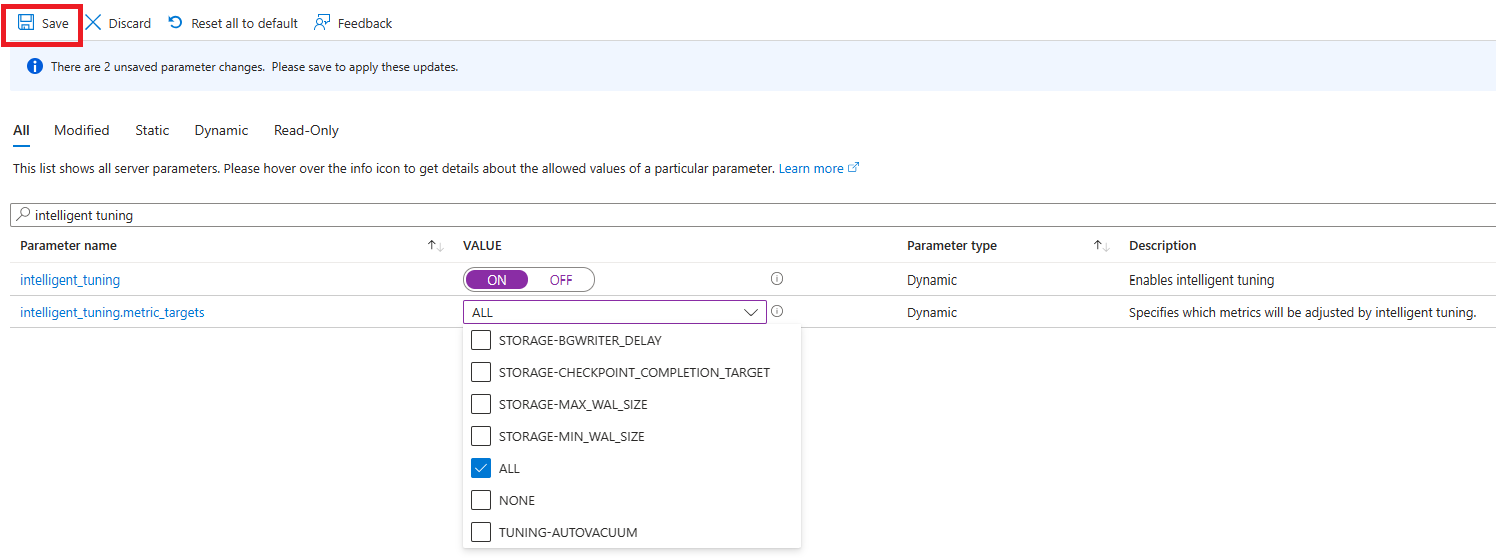 Save Discard Reset all to default Feedback
There are 2 unsaved parameter changes. Please save to apply these updates.
All Modified Static Dynamic Read-Only
This list shows all server parameters. Please hover over the info icon to get details about the allowed values of a particular parameter. Learn more
intelligent tuning
Parameter name VALUE Parameter type Description
intelligent_tuning ON OFF Dynamic Enables intelligent tuning
intelligent_tuning.metric_targets ALL Dynamic Specifies which metrics will be adjusted by intelligent tuning.
STORAGE-BGWRITER_DELAY
STORAGE-CHECKPOINT_COMPLETION_TARGET
STORAGE-MAX_WAL_SIZE
STORAGE-MIN_WAL_SIZE
ALL
NONE
TUNING-AUTOVACUUM